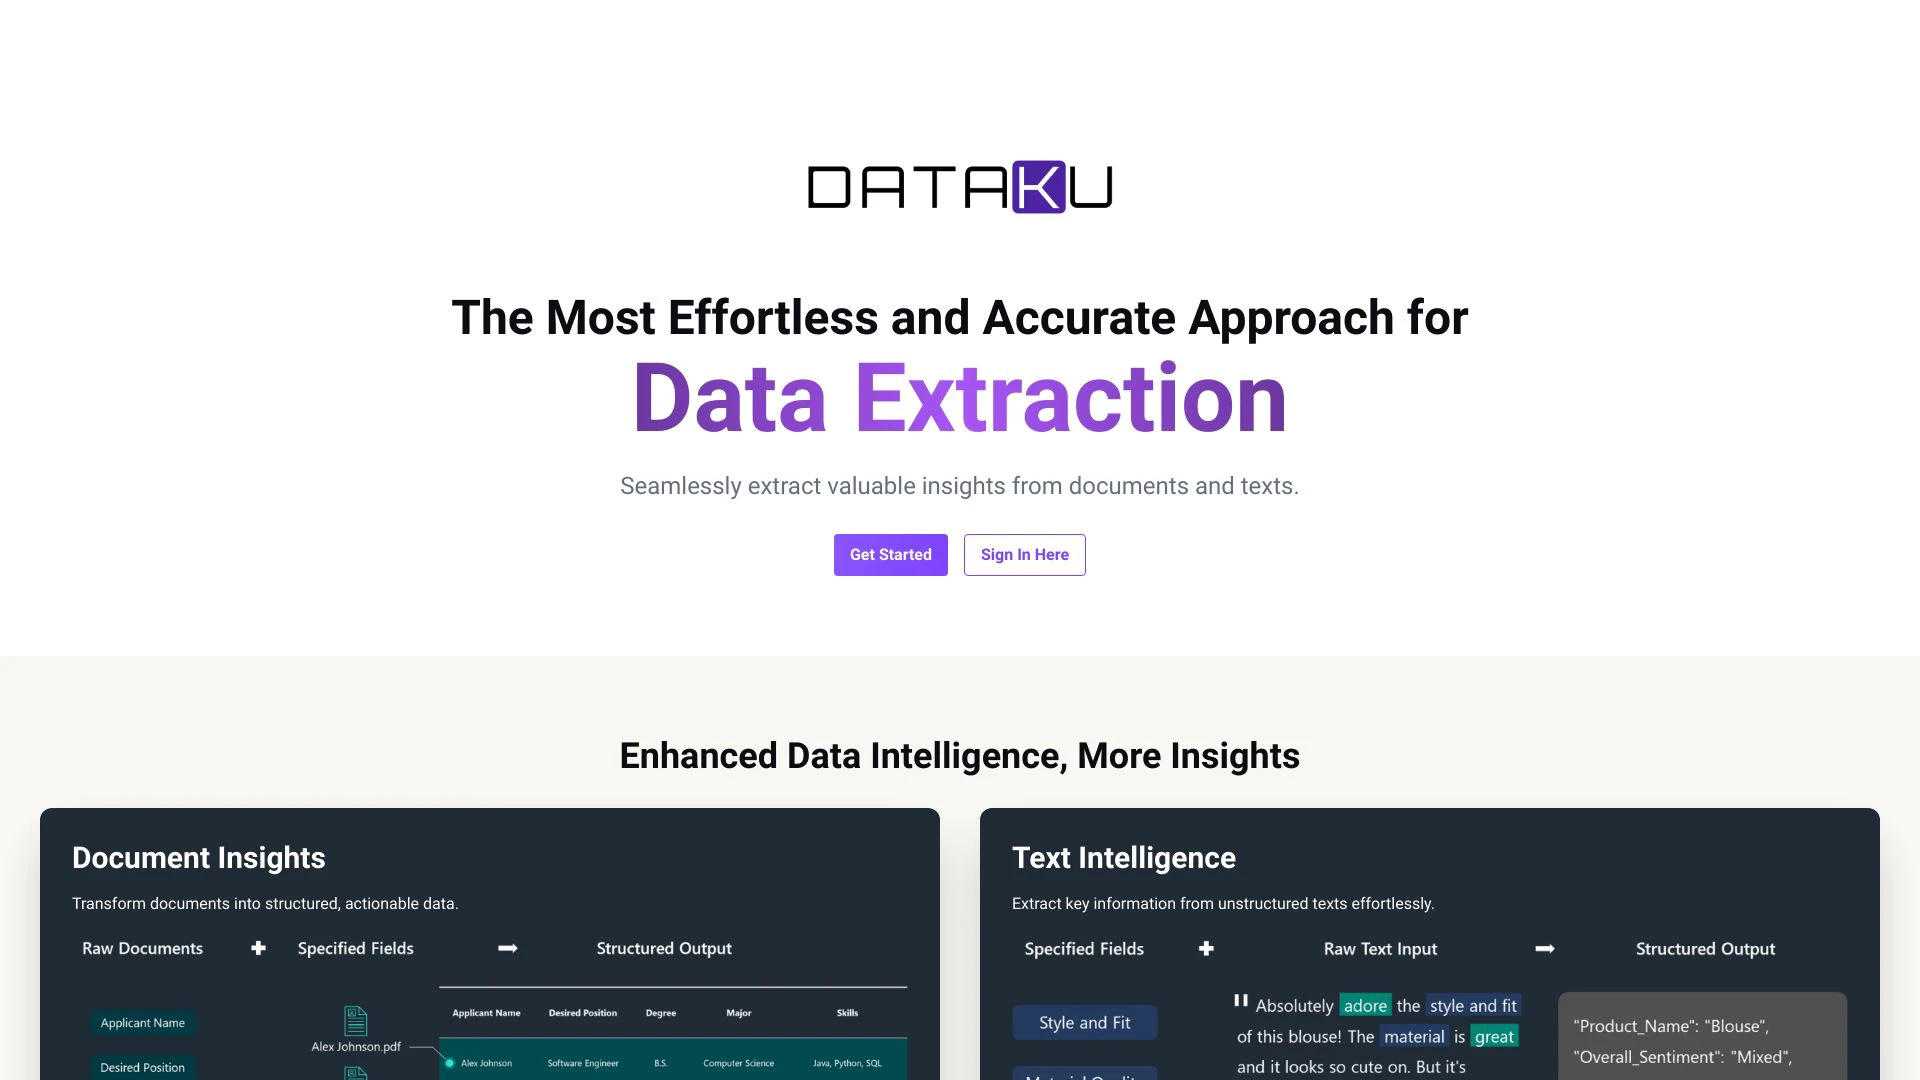 DATAKU
The Most Effortless and Accurate Approach for
Data Extraction
Seamlessly extract valuable insights from documents and texts.
Get Started
Sign In Here
Enhanced Data Intelligence, More Insights
Document Insights
Transform documents into structured, actionable data.
Raw Documents + Specified Fields → Structured Output
Applicant Name
Desired Position
Alex Johnson.pdf
Applicant Name Desired Position Degree Major Skills
Alex Johnson Software Engineer B.S. Computer Science Java, Python, SQL
Text Intelligence
Extract key information from unstructured texts effortlessly.
Specified Fields + Raw Text Input → Structured Output
Style and Fit
" Absolutely adore the style and fit
of this blouse! The material is great
and it looks so cute on. But it's
"Product_Name": "Blouse",
"Overall_Sentiment": "Mixed",